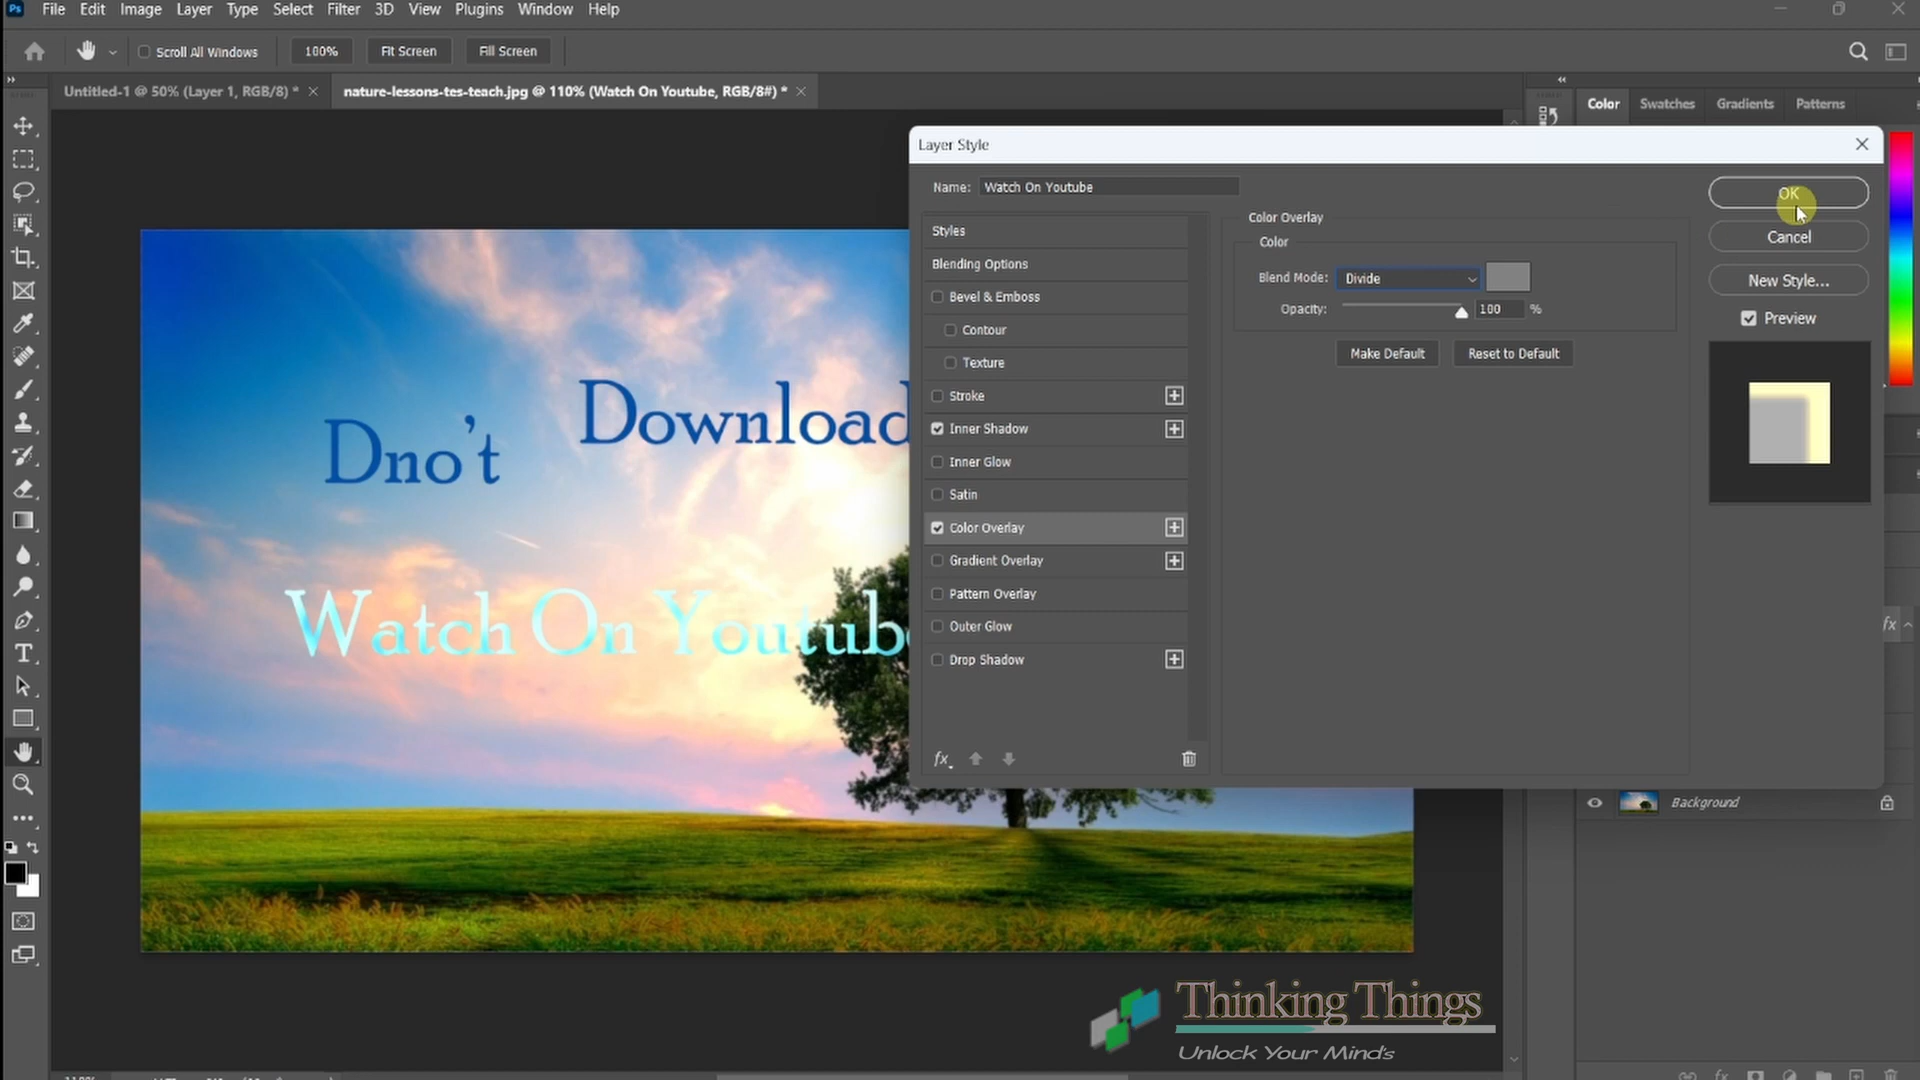 Ps File Edit Image Layer Type Select Filter 3D View Plugins Window Help
Scroll All Windows 100% Fit Screen Fill Screen
Untitled-1 @ 50% (Layer 1, RGB/8) *
nature-lessons-tes-teach.jpg @ 110% (Watch On Youtube, RGB/8#) *
Color Swatches Gradients Patterns
Layer Style
Name: Watch On Youtube
Styles
Blending Options
Bevel & Emboss
Contour
Texture
Stroke
Inner Shadow
Inner Glow
Satin
Color Overlay
Gradient Overlay
Pattern Overlay
Outer Glow
Drop Shadow
fx
Color Overlay
Color
Blend Mode: Divide
Opacity: 100 %
Make Default Reset to Default
OK
Cancel
New Style...
Preview
Dno't
Download
Watch On Youtube
fx
Background
Thinking Things
Unlock Your Mind's